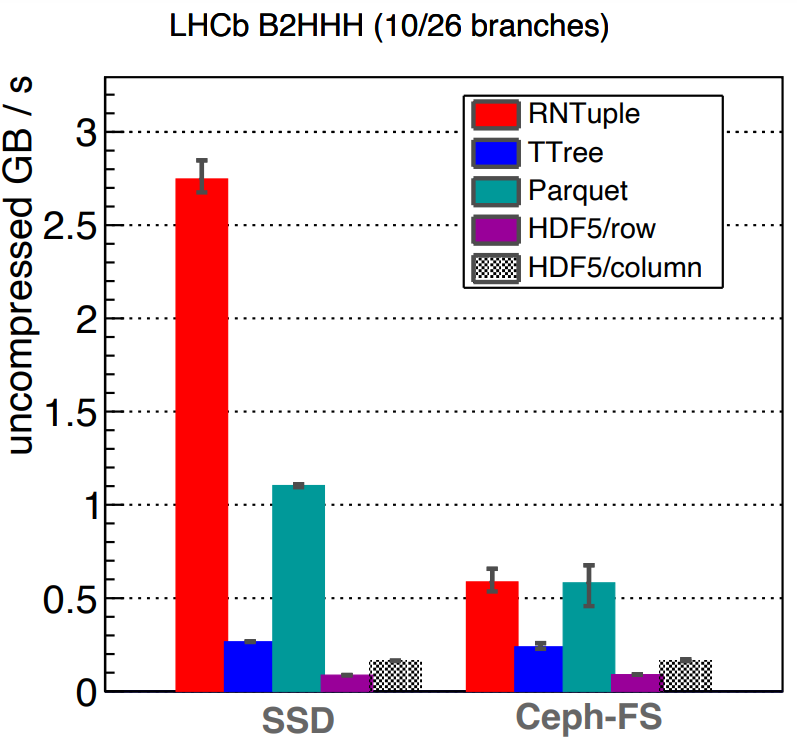 LHCb B2HHH (10/26 branches)
uncompressed GB / s
3
2.5
2
1.5
1
0.5
0
RNTuple
TTree
Parquet
HDF5/row
HDF5/column
SSD
Ceph-FS